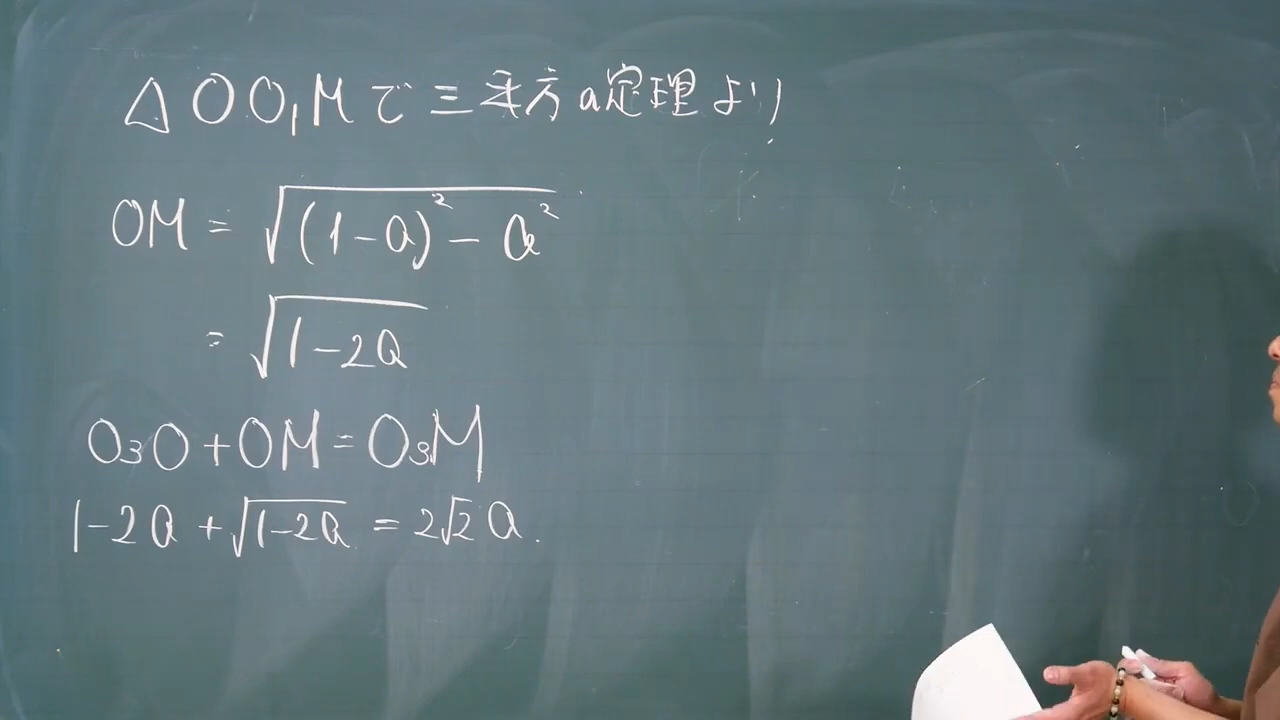 △OO₁Mで三平方の定理より
OM = √((1-a)² - a²)
= √(1-2a)
O₃O + OM = O₃M
1-2a + √(1-2a) = 2√2 a.